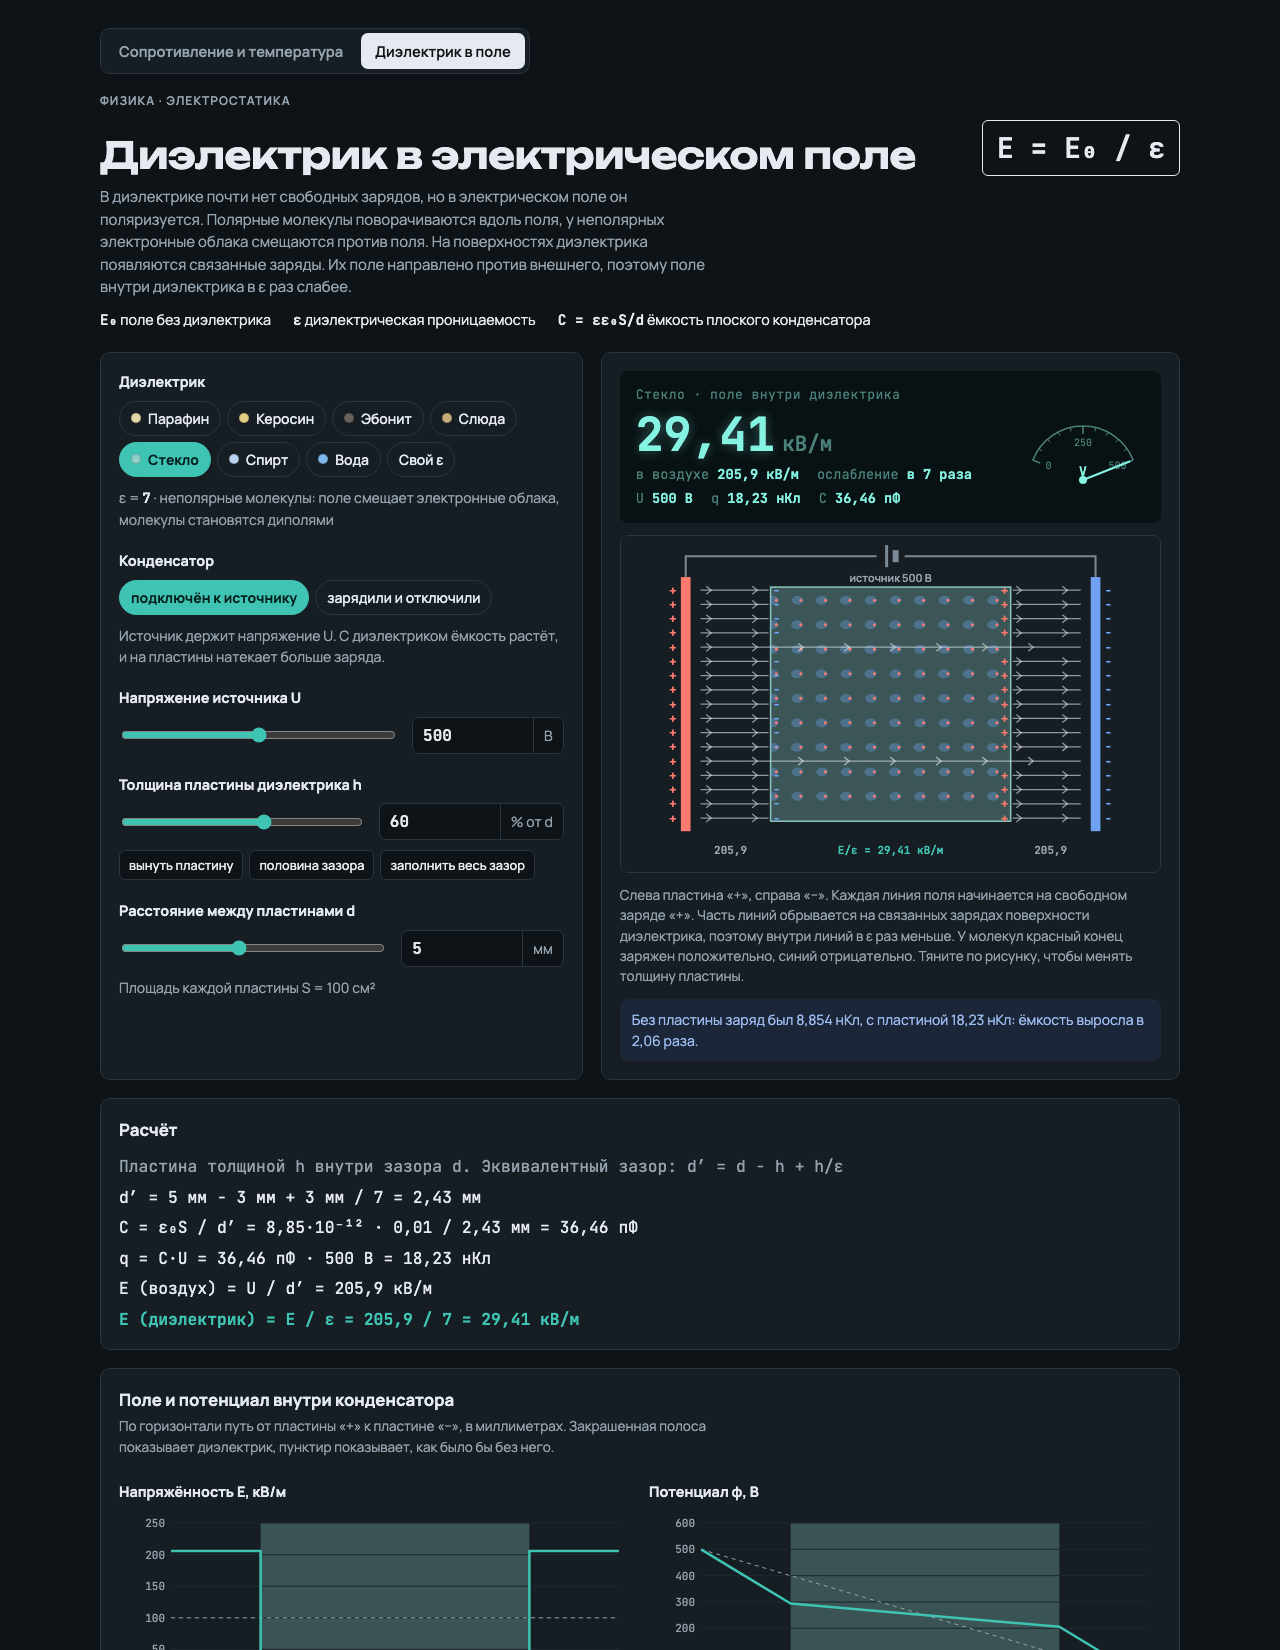 Сопротивление и температура
Диэлектрик в поле
ФИЗИКА · ЭЛЕКТРОСТАТИКА
Диэлектрик в электрическом поле
E = E₀ / ε
В диэлектрике почти нет свободных зарядов, но в электрическом поле он
поляризуется. Полярные молекулы поворачиваются вдоль поля, у неполярных
электронные облака смещаются против поля. На поверхностях диэлектрика
появляются связанные заряды. Их поле направлено против внешнего, поэтому поле
внутри диэлектрика в ε раз слабее.
E₀ поле без диэлектрика ε диэлектрическая проницаемость C = εε₀S/d ёмкость плоского конденсатора
Диэлектрик
Парафин Керосин Эбонит Слюда
Стекло Спирт Вода Свой ε
ε = 7 · неполярные молекулы: поле смещает электронные облака,
молекулы становятся диполями
Конденсатор
подключён к источнику зарядили и отключили
Источник держит напряжение U. С диэлектриком ёмкость растёт,
и на пластины натекает больше заряда.
Напряжение источника U
500 В
Толщина пластины диэлектрика h
60 % от d
вынуть пластину половина зазора заполнить весь зазор
Расстояние между пластинами d
5 мм
Площадь каждой пластины S = 100 см²
Стекло · поле внутри диэлектрика
29,41 кВ/м
в воздухе 205,9 кВ/м ослабление в 7 раза
U 500 В q 18,23 нКл C 36,46 пФ
0 250 500
V
источник 500 В
205,9 E/ε = 29,41 кВ/м 205,9
Слева пластина «+», справа «−». Каждая линия поля начинается на свободном
заряде «+». Часть линий обрывается на связанных зарядах поверхности
диэлектрика, поэтому внутри линий в ε раз меньше. У молекул красный конец
заряжен положительно, синий отрицательно. Тяните по рисунку, чтобы менять
толщину пластины.
Без пластины заряд был 8,854 нКл, с пластиной 18,23 нКл: ёмкость выросла в
2,06 раза.
Расчёт
Пластина толщиной h внутри зазора d. Эквивалентный зазор: d′ = d − h + h/ε
d′ = 5 мм − 3 мм + 3 мм / 7 = 2,43 мм
C = ε₀S / d′ = 8,85·10⁻¹² · 0,01 / 2,43 мм = 36,46 пФ
q = C·U = 36,46 пФ · 500 В = 18,23 нКл
E (воздух) = U / d′ = 205,9 кВ/м
E (диэлектрик) = E / ε = 205,9 / 7 = 29,41 кВ/м
Поле и потенциал внутри конденсатора
По горизонтали путь от пластины «+» к пластине «−», в миллиметрах. Закрашенная полоса
показывает диэлектрик, пунктир показывает, как было бы без него.
Напряжённость E, кВ/м
250
200
150
100
50
Потенциал φ, В
600
500
400
300
200